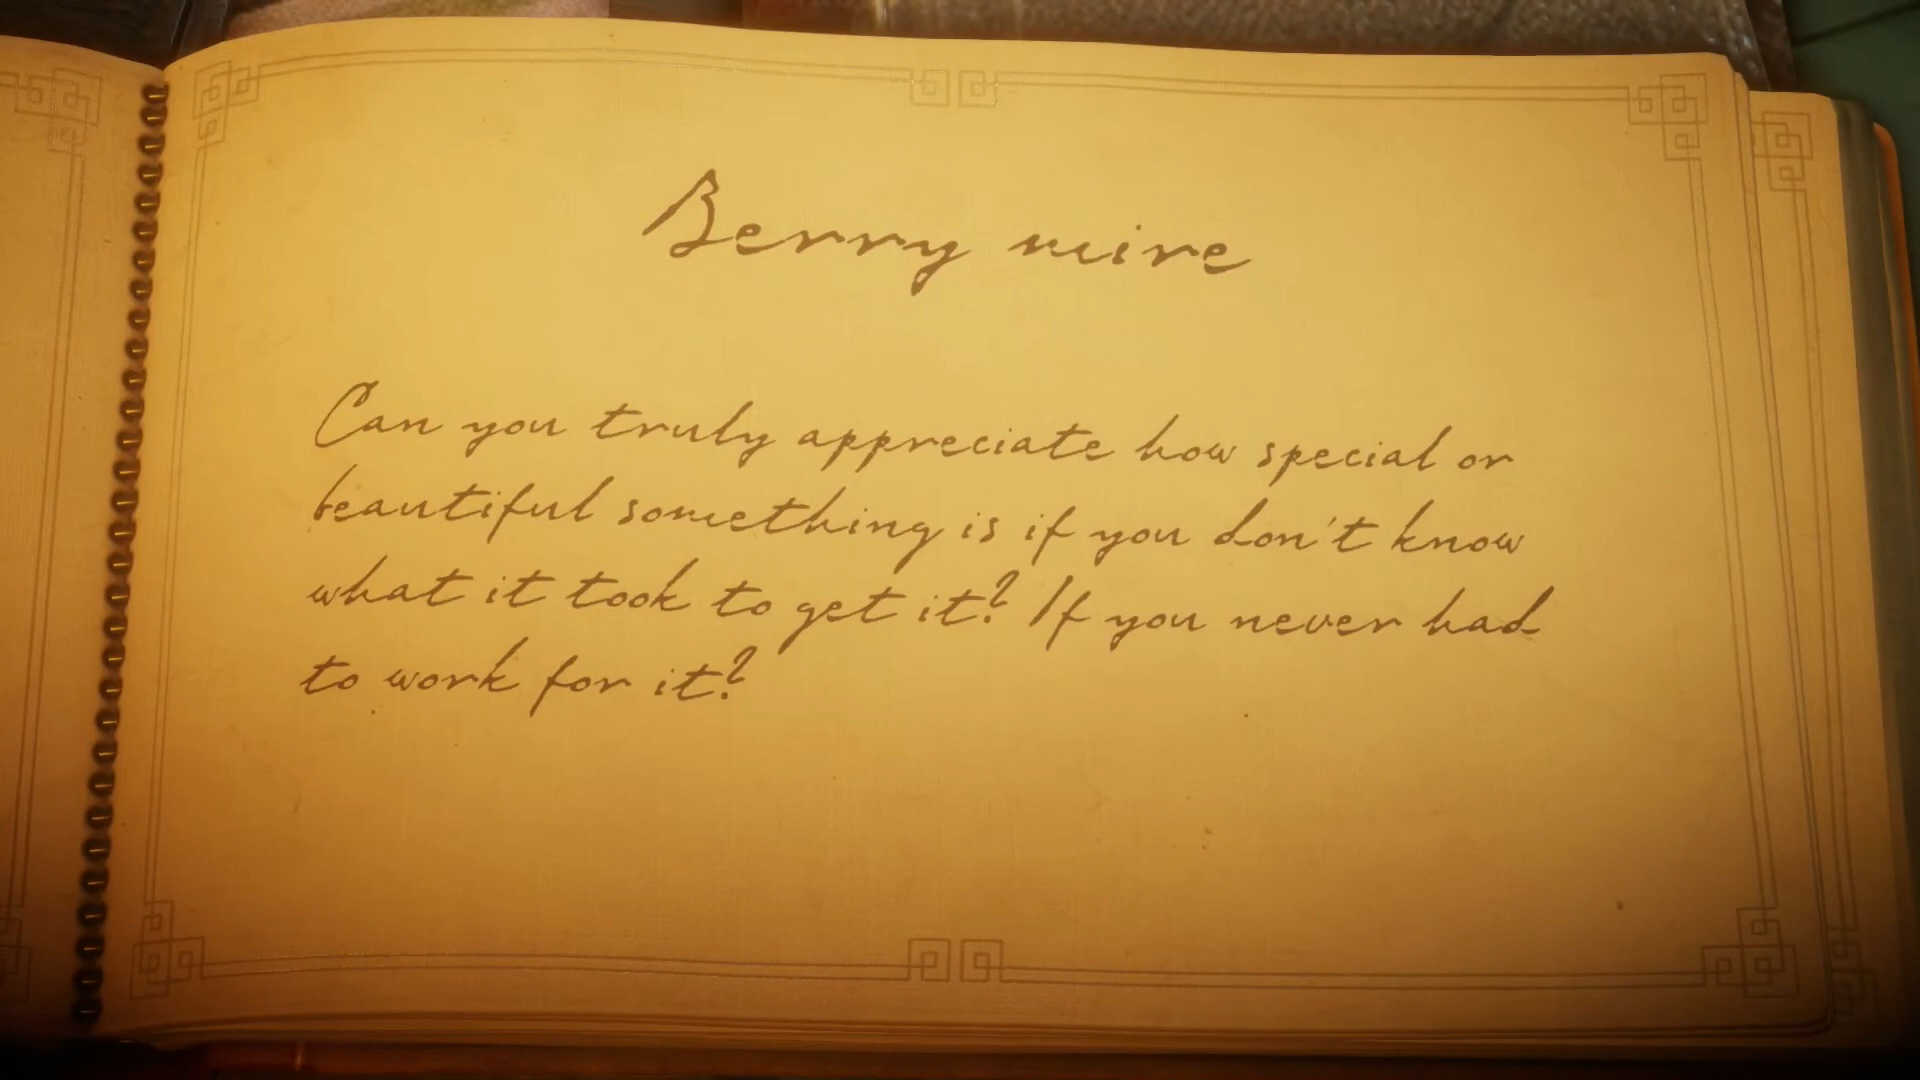 Berry mire
Can you truly appreciate how special or
beautiful something is if you don't know
what it took to get it? If you never had
to work for it?